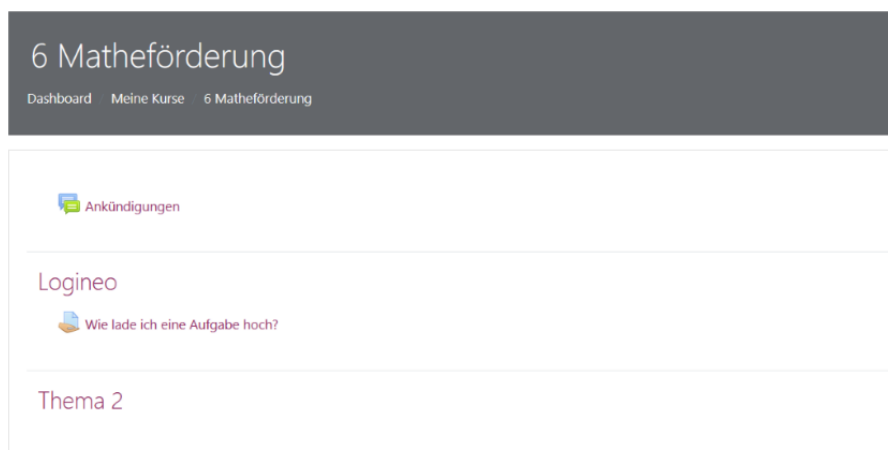 6 Matheförderung
Dashboard Meine Kurse 6 Matheförderung
Ankündigungen
Logineo
Wie lade ich eine Aufgabe hoch?
Thema 2